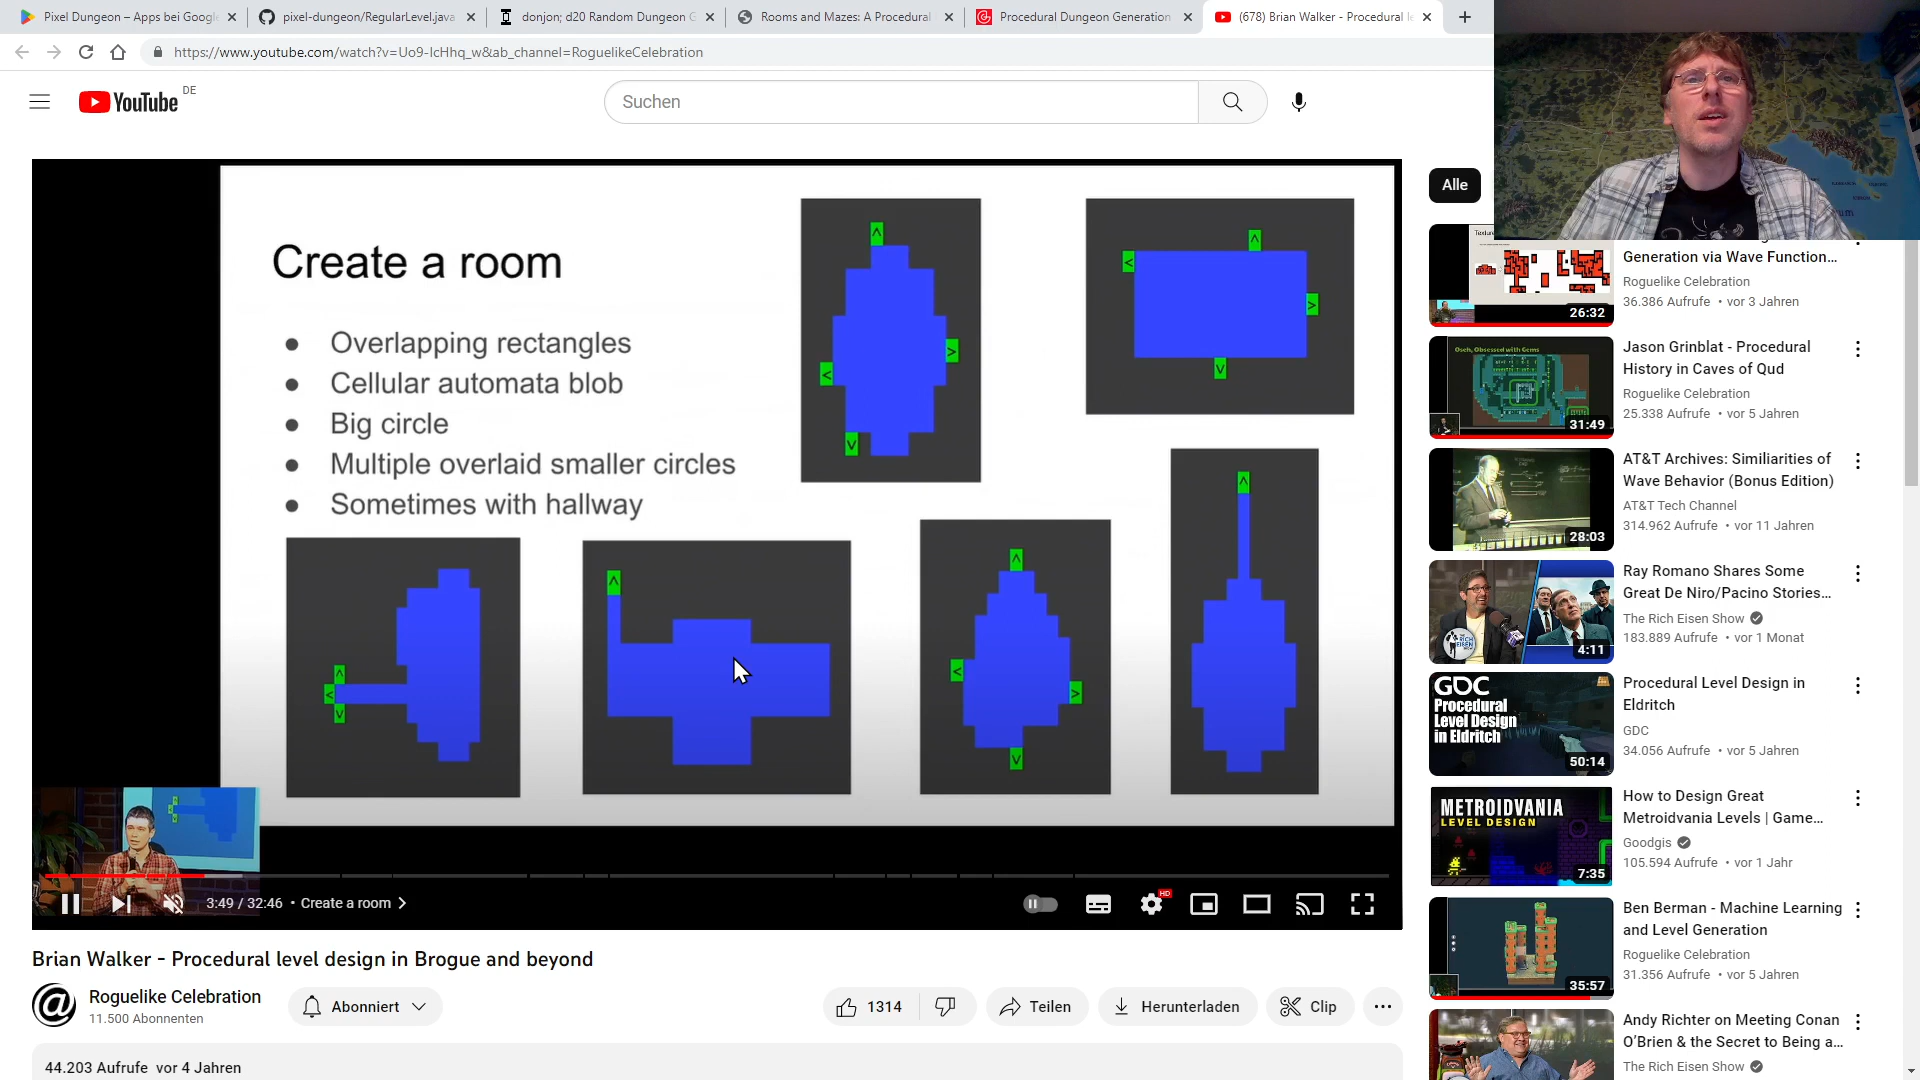 Pixel Dungeon – Apps bei Google
pixel-dungeon/RegularLevel.java
donjon; d20 Random Dungeon G
Rooms and Mazes: A Procedural
Procedural Dungeon Generation
(678) Brian Walker - Procedural le
https://www.youtube.com/watch?v=Uo9-IcHhq_w&ab_channel=RoguelikeCelebration
YouTube DE
Suchen
Create a room
● Overlapping rectangles
● Cellular automata blob
● Big circle
● Multiple overlaid smaller circles
● Sometimes with hallway
3:49 / 32:46 • Create a room
HD
Brian Walker - Procedural level design in Brogue and beyond
Roguelike Celebration
11.500 Abonnenten
Abonniert
1314
Teilen
Herunterladen
Clip
44.203 Aufrufe vor 4 Jahren
Alle
Generation via Wave Function...
Roguelike Celebration
36.386 Aufrufe • vor 3 Jahren
26:32
Oseh, Obsessed with Gems
Jason Grinblat - Procedural
History in Caves of Qud
Roguelike Celebration
25.338 Aufrufe • vor 5 Jahren
31:49
AT&T Archives: Similiarities of
Wave Behavior (Bonus Edition)
AT&T Tech Channel
314.962 Aufrufe • vor 11 Jahren
28:03
Ray Romano Shares Some
Great De Niro/Pacino Stories...
The Rich Eisen Show
183.889 Aufrufe • vor 1 Monat
4:11
GDC
Procedural
Level Design
in Eldritch
Procedural Level Design in
Eldritch
GDC
34.056 Aufrufe • vor 5 Jahren
50:14
METROIDVANIA
LEVEL DESIGN
How to Design Great
Metroidvania Levels | Game...
Goodgis
105.594 Aufrufe • vor 1 Jahr
7:35
Ben Berman - Machine Learning
and Level Generation
Roguelike Celebration
31.356 Aufrufe • vor 5 Jahren
35:57
Andy Richter on Meeting Conan
O'Brien & the Secret to Being a...
The Rich Eisen Show